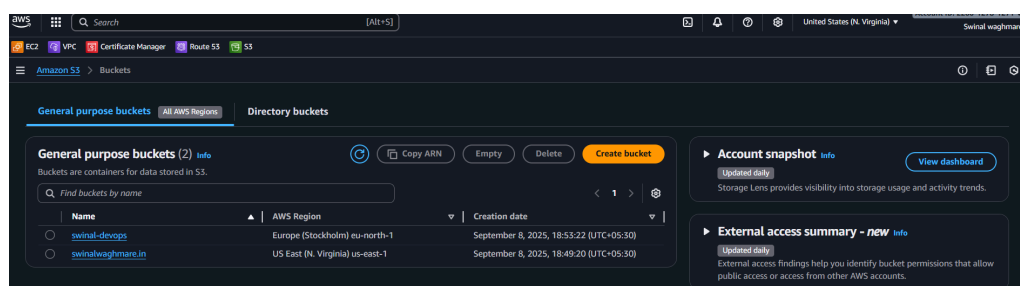 aws
Search [Alt+S] United States (N. Virginia) Swinal waghmare
EC2 VPC Certificate Manager Route 53 S3
Amazon S3 > Buckets
General purpose buckets All AWS Regions Directory buckets
General purpose buckets (2) Info
Copy ARN Empty Delete Create bucket
Buckets are containers for data stored in S3.
Find buckets by name
1
Name AWS Region Creation date
swinal-devops Europe (Stockholm) eu-north-1 September 8, 2025, 18:53:22 (UTC+05:30)
swinalwaghmare.in US East (N. Virginia) us-east-1 September 8, 2025, 18:49:20 (UTC+05:30)
Account snapshot Info
View dashboard
Updated daily
Storage Lens provides visibility into storage usage and activity trends.
External access summary - new Info
Updated daily
External access findings help you identify bucket permissions that allow
public access or access from other AWS accounts.